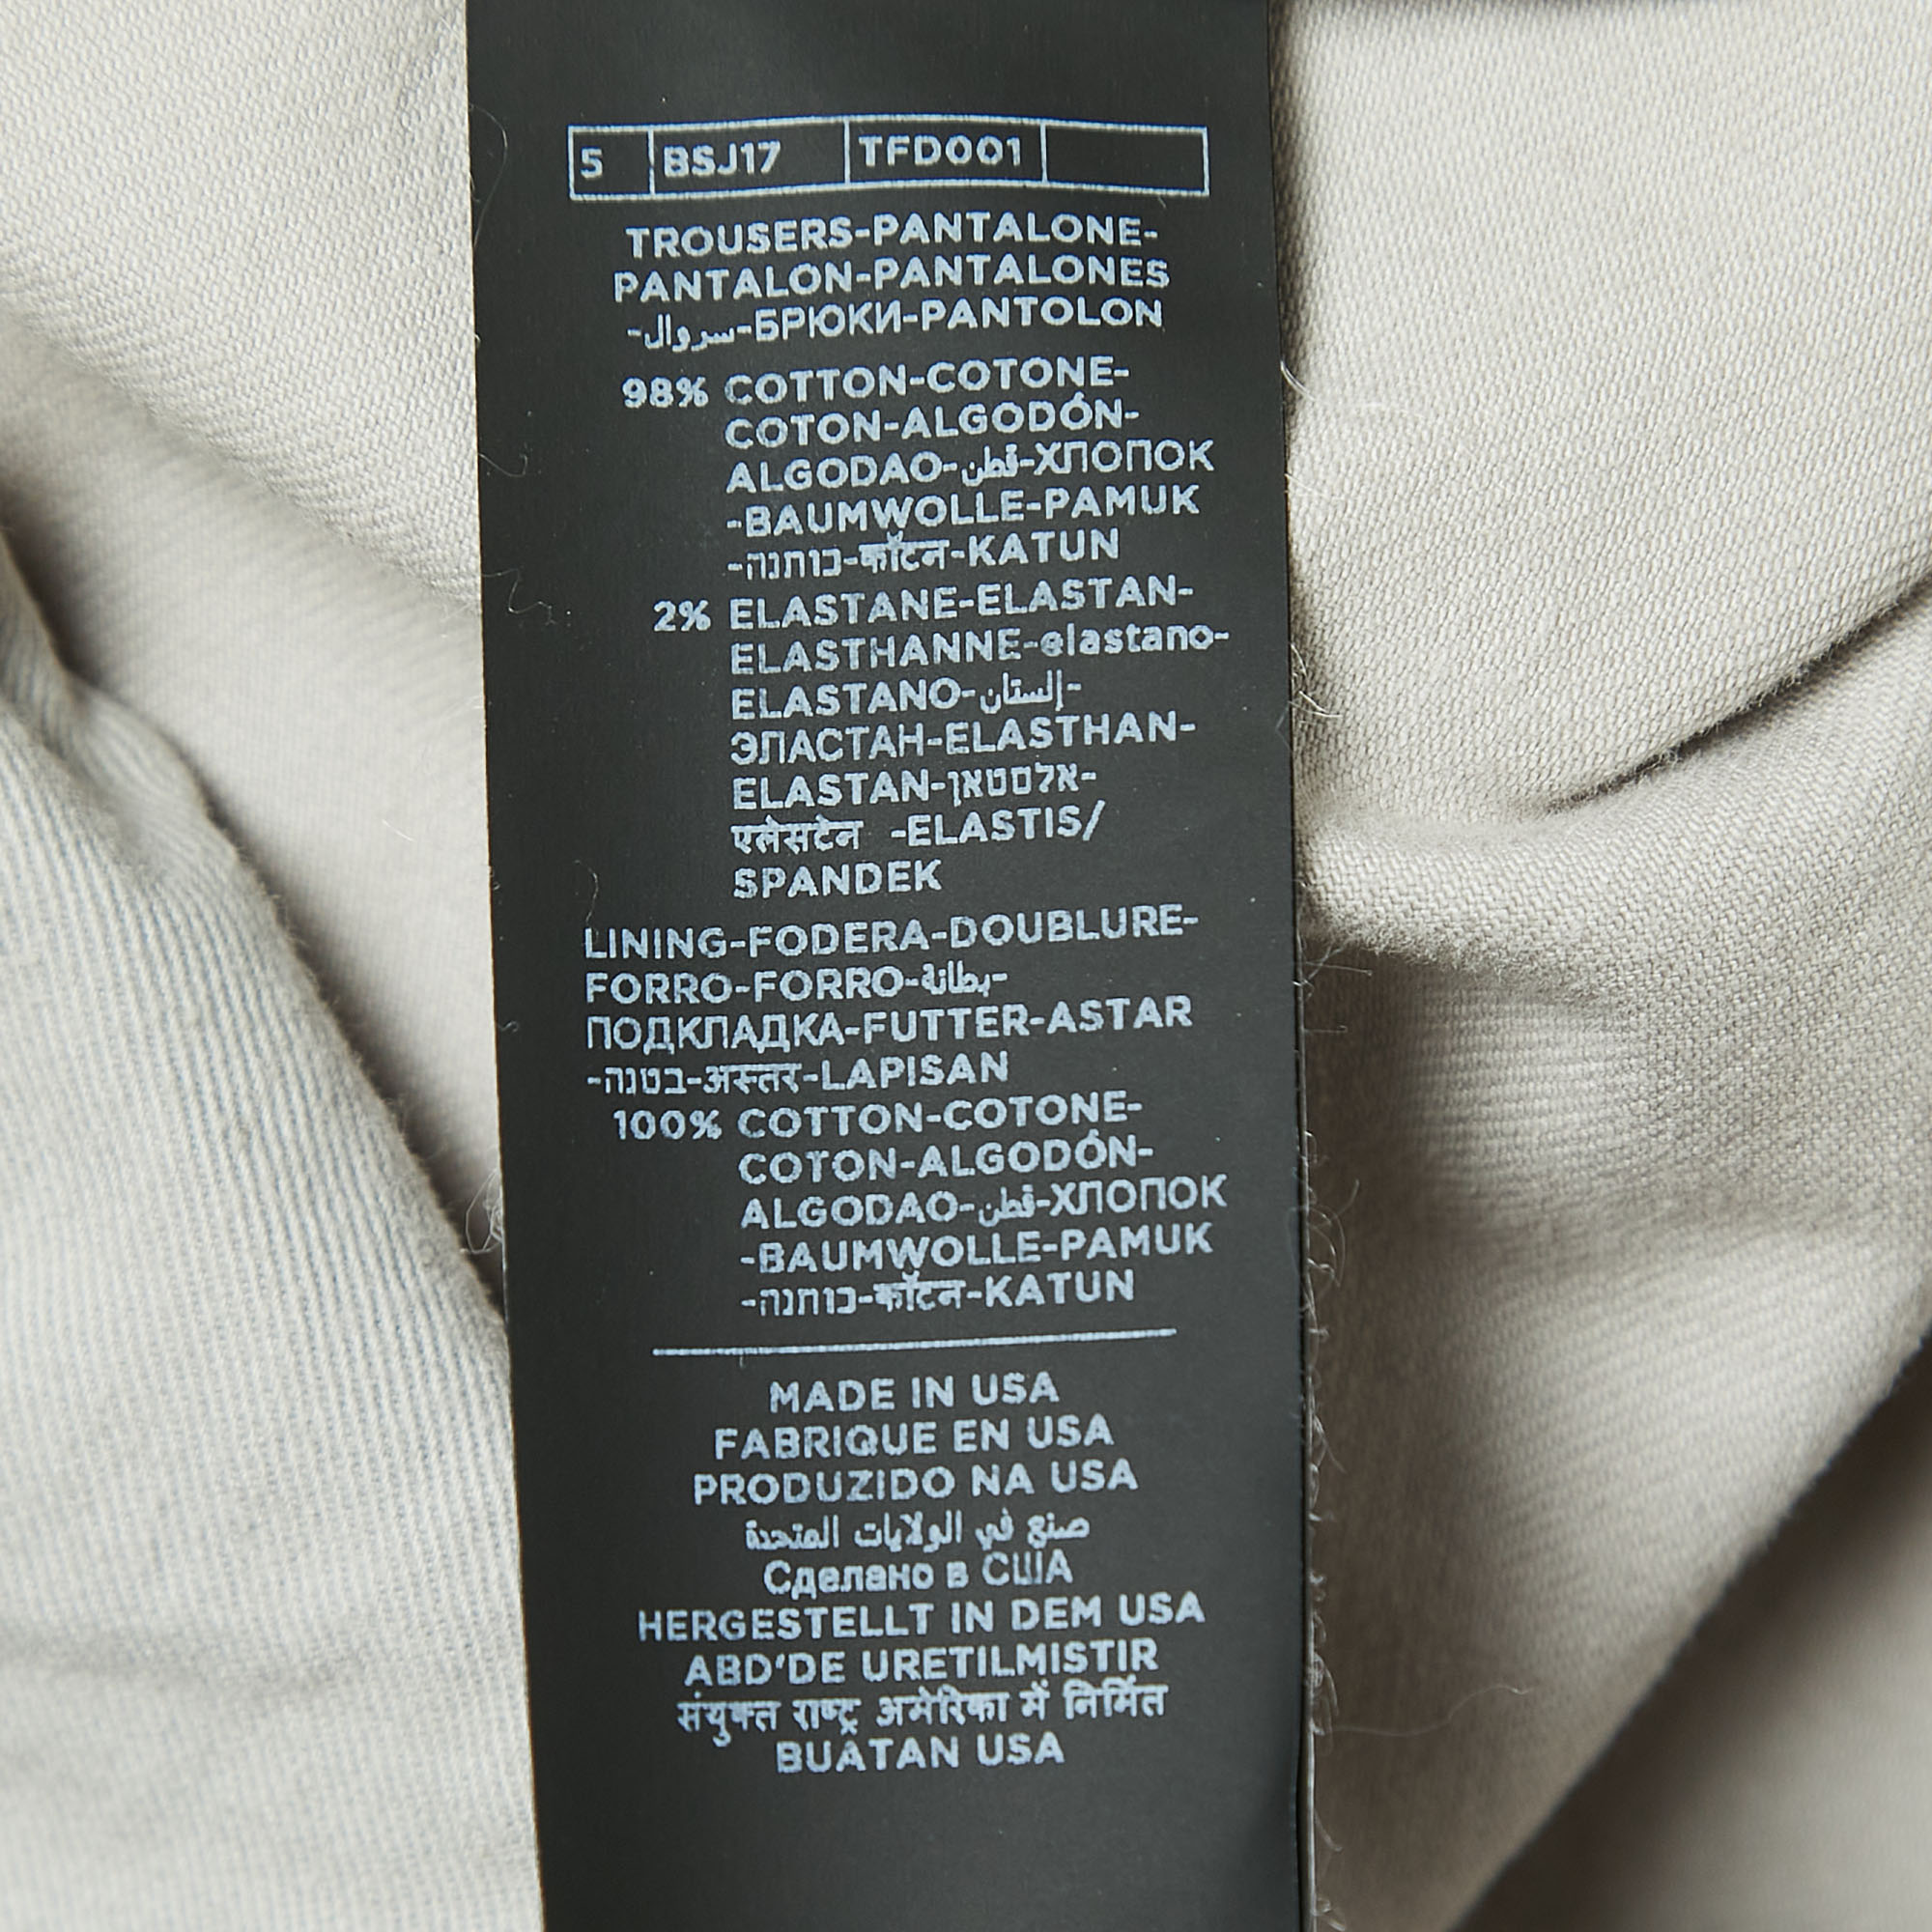 5 BSJ17 TFD001
TROUSERS-PANTALONE-
PANTALON-PANTALONES
-سروال-БРЮКИ-PANTOLON
98% COTTON-COTONE-
COTON-ALGODÓN-
ALGODAO-قطن-ХЛОПОК
-BAUMWOLLE-PAMUK
-כותנה-कॉटन-KATUN
2% ELASTANE-ELASTAN-
ELASTHANNE-elastano-
ELASTANO-إلستان-
ЭЛАСТАН-ELASTHAN-
ELASTAN-אלסטאן-
एलेसटेन -ELASTIS/
SPANDEK
LINING-FODERA-DOUBLURE-
FORRO-FORRO-بطانة-
ПОДКЛАДКА-FUTTER-ASTAR
-בטנה-अस्तर-LAPISAN
100% COTTON-COTONE-
COTON-ALGODÓN-
ALGODAO-قطن-ХЛОПОК
-BAUMWOLLE-PAMUK
-כותנה-कॉटन-KATUN
MADE IN USA
FABRIQUE EN USA
PRODUZIDO NA USA
صنع في الولايات المتحدة
Сделано в США
HERGESTELLT IN DEM USA
ABD'DE URETILMISTIR
संयुक्त राष्ट्र अमेरिका में निर्मित
BUATAN USA